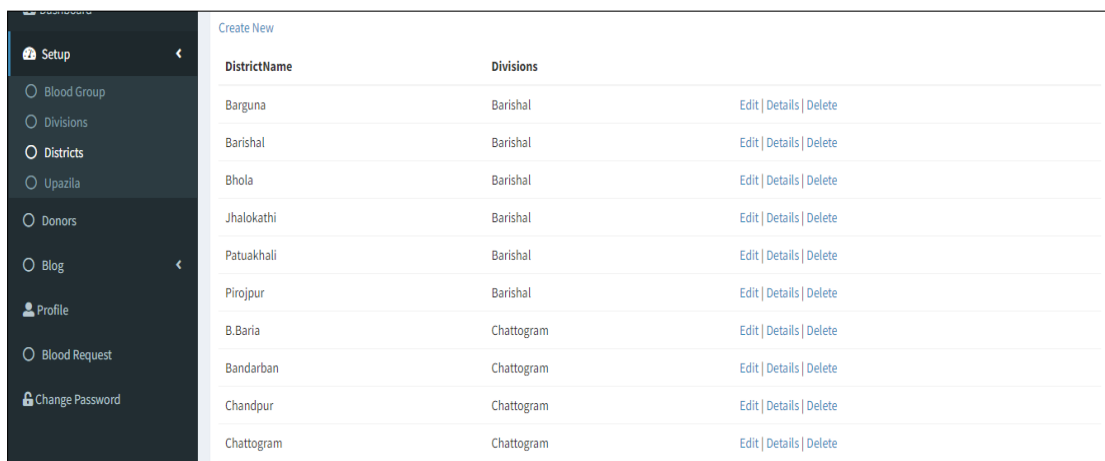 Dashboard
Setup
Blood Group
Divisions
Districts
Upazila
Donors
Blog
Profile
Blood Request
Change Password
Create New
DistrictName Divisions
Barguna Barishal Edit | Details | Delete
Barishal Barishal Edit | Details | Delete
Bhola Barishal Edit | Details | Delete
Jhalokathi Barishal Edit | Details | Delete
Patuakhali Barishal Edit | Details | Delete
Pirojpur Barishal Edit | Details | Delete
B.Baria Chattogram Edit | Details | Delete
Bandarban Chattogram Edit | Details | Delete
Chandpur Chattogram Edit | Details | Delete
Chattogram Chattogram Edit | Details | Delete